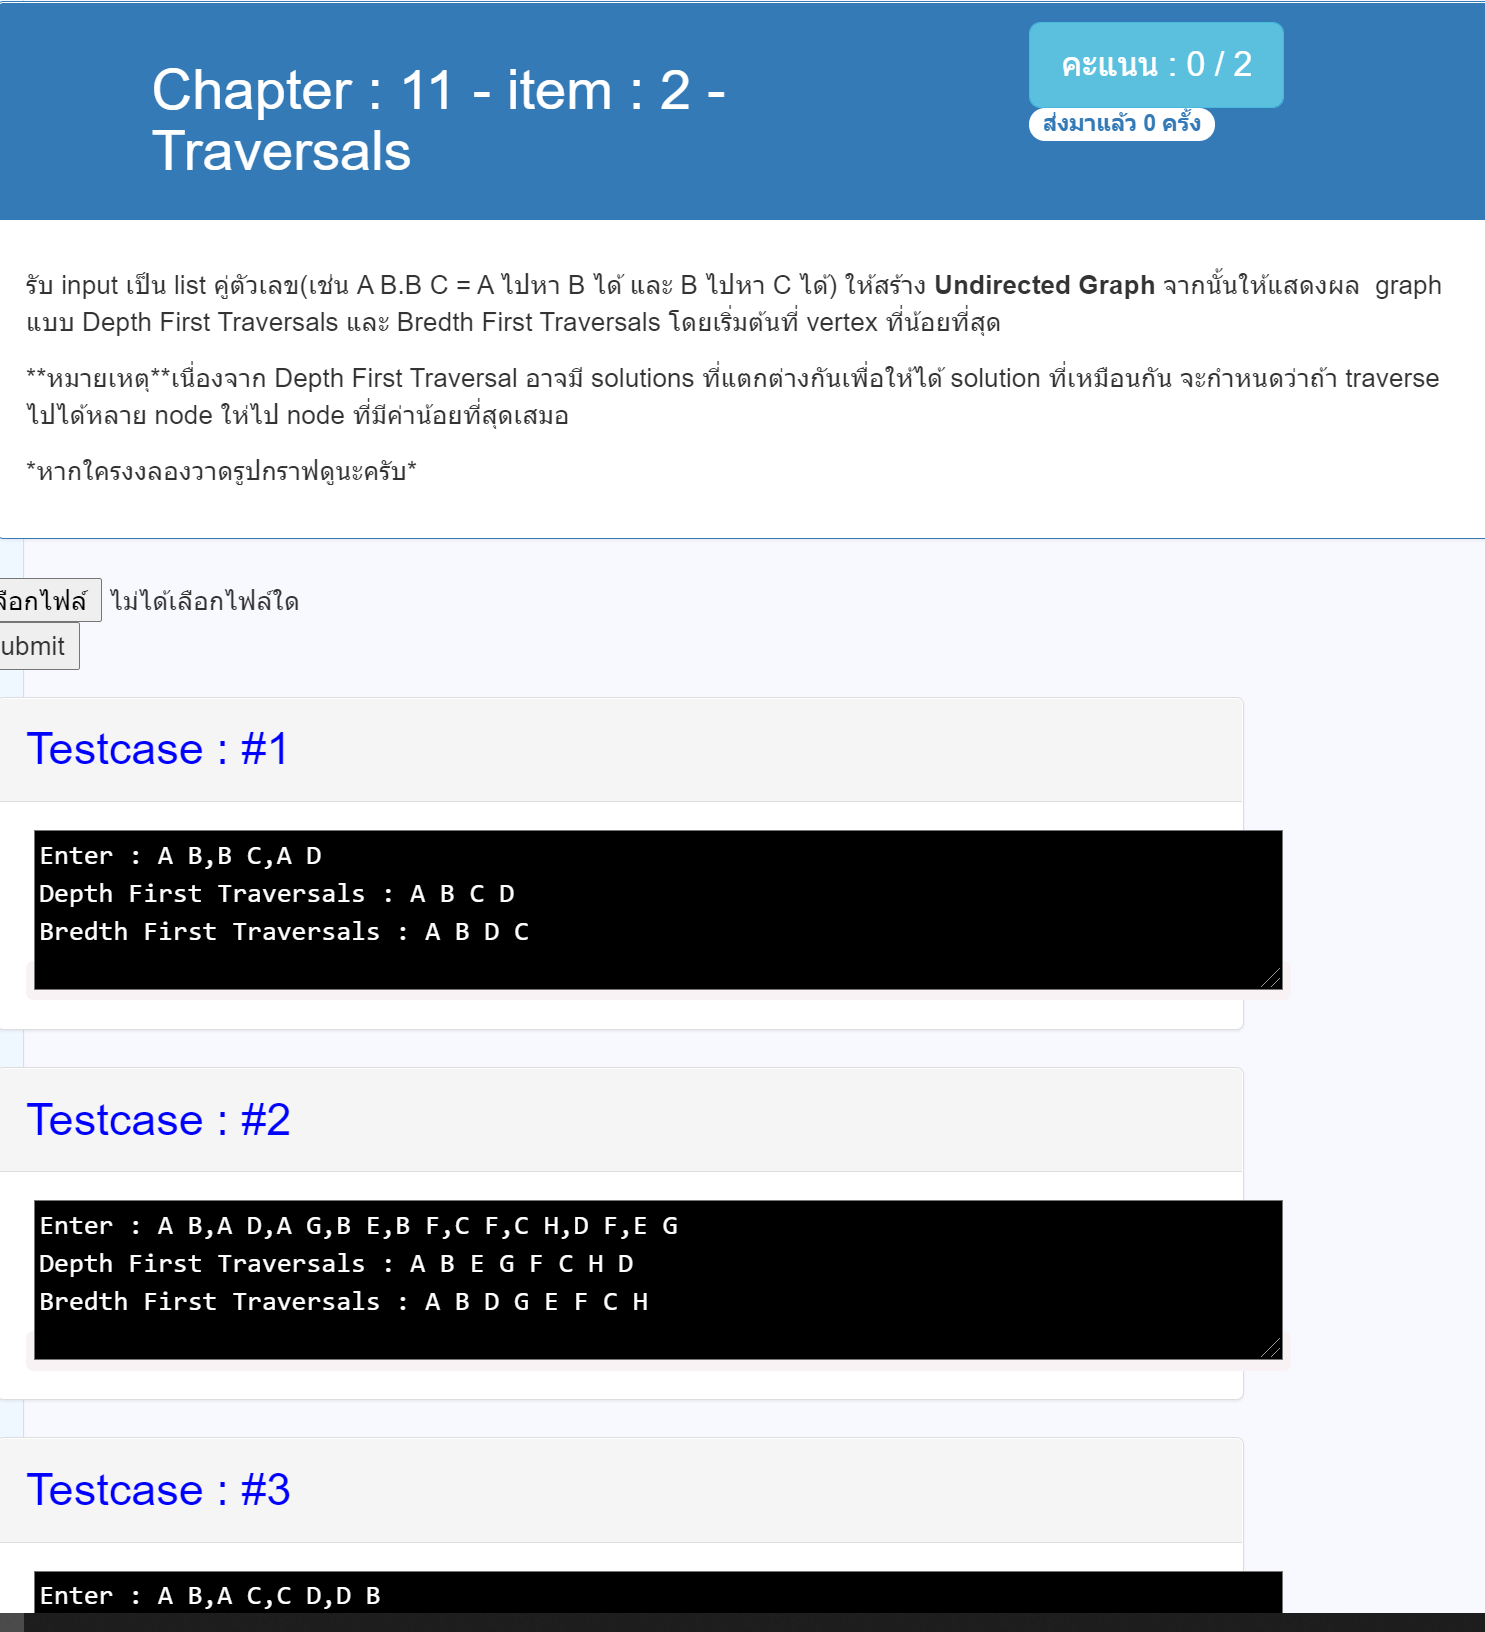 Chapter : 11 - item : 2 -
Traversals
คะแนน : 0 / 2
ส่งมาแล้ว 0 ครั้ง
รับ input เป็น list คู่ตัวเลข(เช่น A B.B C = A ไปหา B ได้ และ B ไปหา C ได้) ให้สร้าง Undirected Graph จากนั้นให้แสดงผล graph
แบบ Depth First Traversals และ Bredth First Traversals โดยเริ่มต้นที่ vertex ที่น้อยที่สุด
**หมายเหตุ**เนื่องจาก Depth First Traversal อาจมี solutions ที่แตกต่างกันเพื่อให้ได้ solution ที่เหมือนกัน จะกำหนดว่าถ้า traverse
ไปได้หลาย node ให่ไป node ที่มีค่าน้อยที่สุดเสมอ
*หากใครงงลองวาดรูปกราฟดูนะครับ*
ลือกไฟล์ ไม่ได้เลือกไฟล์ใด
ubmit
Testcase : #1
Enter : A B,B C,A D
Depth First Traversals : A B C D
Bredth First Traversals : A B D C
Testcase : #2
Enter : A B,A D,A G,B E,B F,C F,C H,D F,E G
Depth First Traversals : A B E G F C H D
Bredth First Traversals : A B D G E F C H
Testcase : #3
Enter : A B,A C,C D,D B